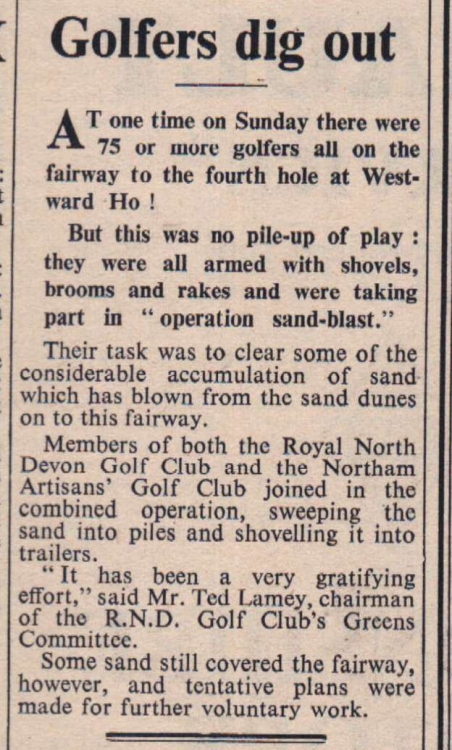 Golfers dig out
AT one time on Sunday there were
75 or more golfers all on the
fairway to the fourth hole at West-
ward Ho !
But this was no pile-up of play :
they were all armed with shovels,
brooms and rakes and were taking
part in “ operation sand-blast.”
Their task was to clear some of the
considerable accumulation of sand
which has blown from the sand dunes
on to this fairway.
Members of both the Royal North
Devon Golf Club and the Northam
Artisans’ Golf Club joined in the
combined operation, sweeping the
sand into piles and shovelling it into
trailers.
“ It has been a very gratifying
effort,” said Mr. Ted Lamey, chairman
of the R.N.D. Golf Club’s Greens
Committee.
Some sand still covered the fairway,
however, and tentative plans were
made for further voluntary work.